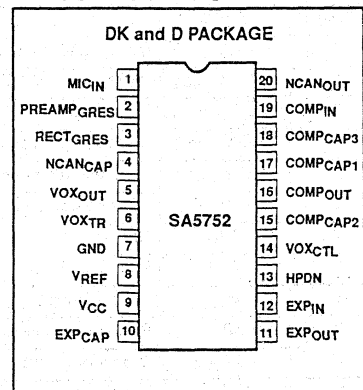 DK and D PACKAGE
MICIN 1 20 NCANOUT
PREAMPGRES 2 19 COMPIN
RECTGRES 3 18 COMPCAP3
NCANCAP 4 17 COMPCAP1
VOXOUT 5 16 COMPOUT
VOXTR 6 SA5752 15 COMPCAP2
GND 7 14 VOXCTL
VREF 8 13 HPDN
VCC 9 12 EXPIN
EXPCAP 10 11 EXPOUT